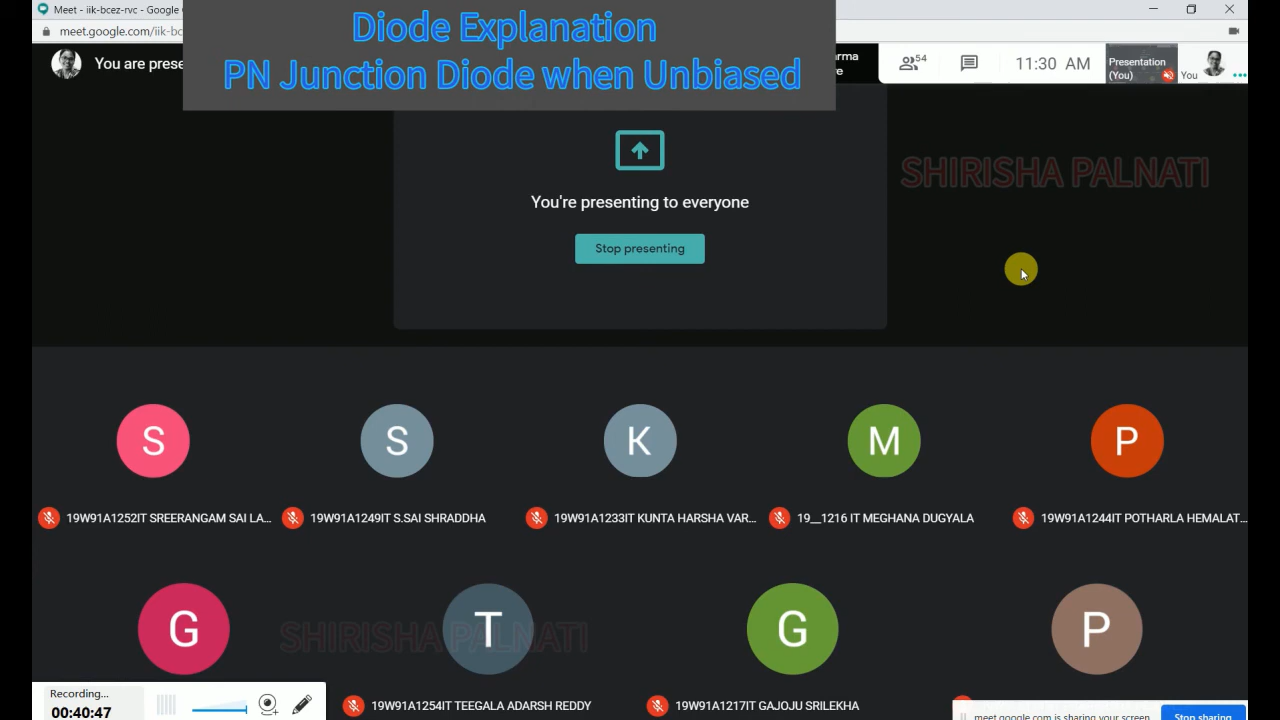 Meet - iik-bcez-rvc - Google
meet.google.com/iik-bc
Diode Explanation
PN Junction Diode when Unbiased
You are prese
arma
re
54
11:30 AM
Presentation
(You)
You
You're presenting to everyone
Stop presenting
SHIRISHA PALNATI
S
S
K
M
P
19W91A1252IT SREERANGAM SAI LA...
19W91A1249IT S.SAI SHRADDHA
19W91A1233IT KUNTA HARSHA VAR...
19__1216 IT MEGHANA DUGYALA
19W91A1244IT POTHARLA HEMALAT...
G
T
G
P
SHIRISHA PALNATI
Recording...
00:40:47
19W91A1254IT TEEGALA ADARSH REDDY
19W91A1217IT GAJOJU SRILEKHA
meet.google.com is sharing your screen.
Stop sharing